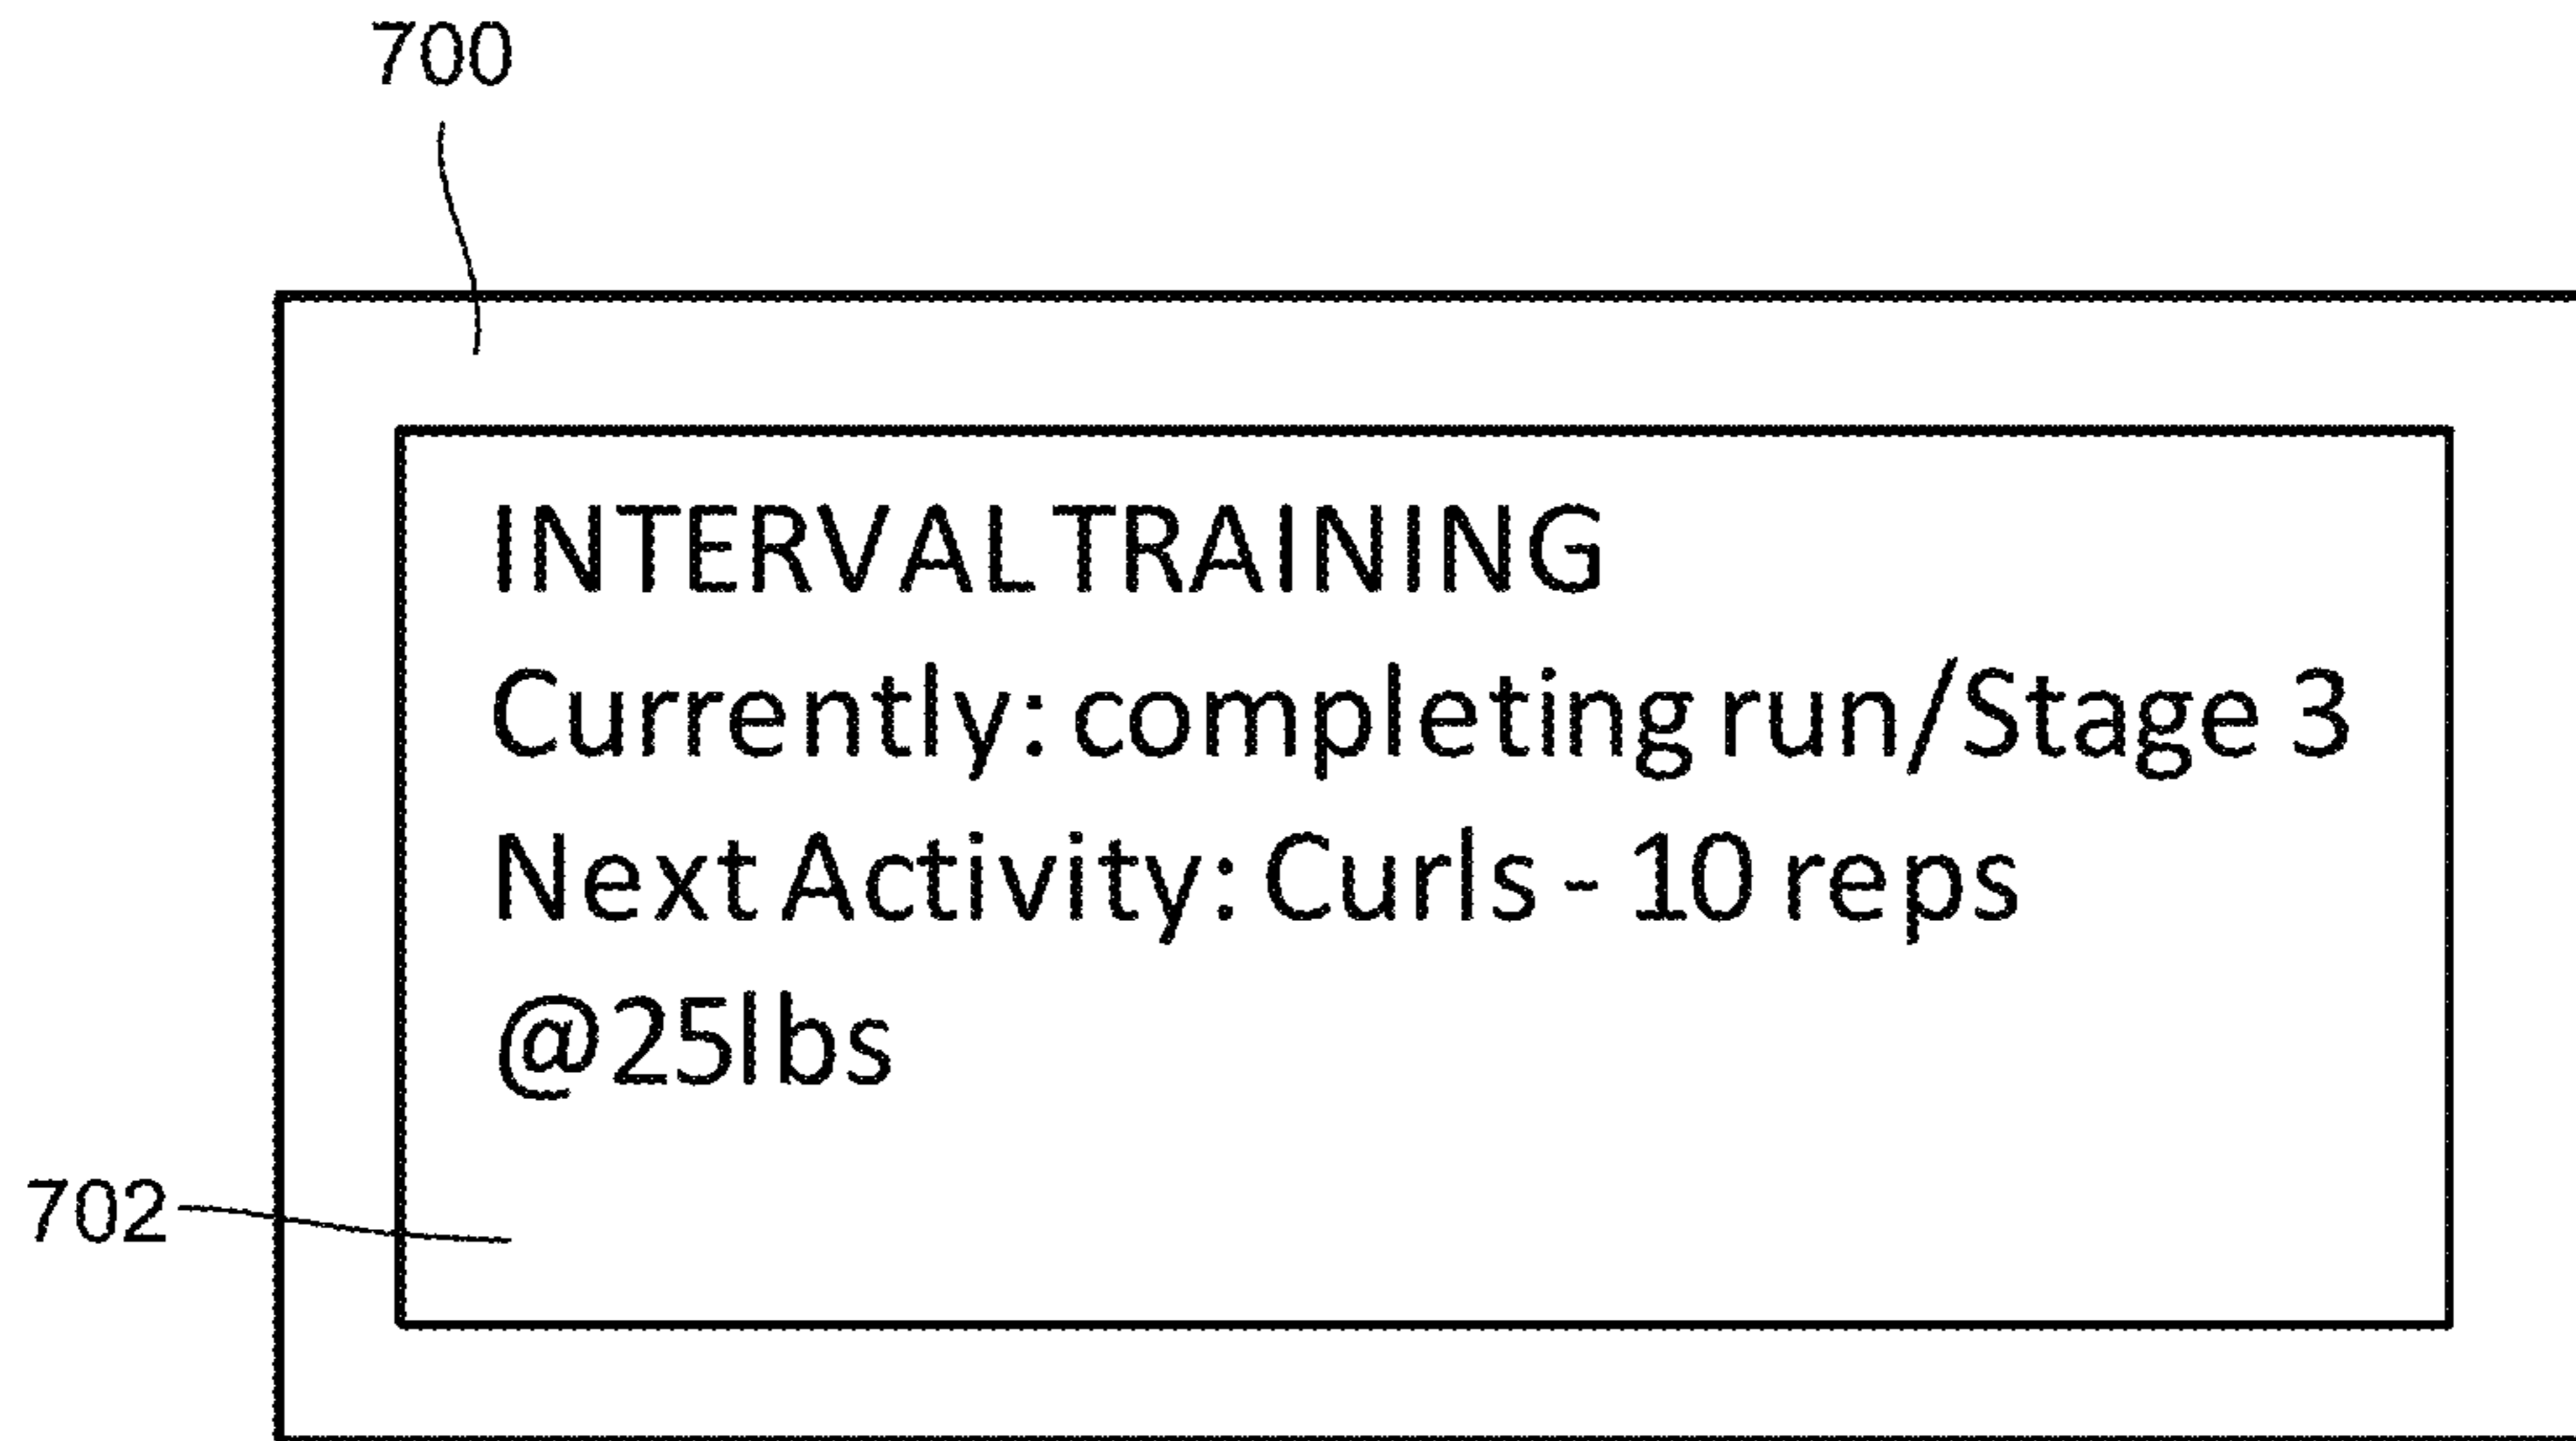 700
INTERVAL TRAINING
Currently: completing run/Stage 3
Next Activity: Curls - 10 reps
@25lbs
702